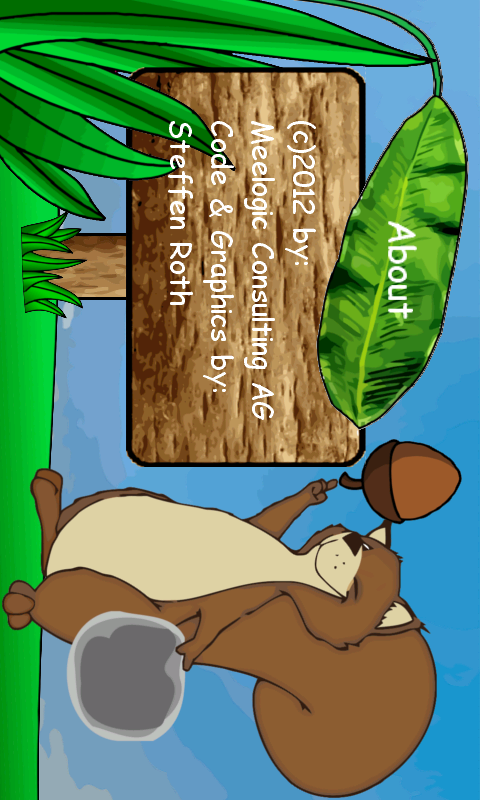 About
(c)2012 by:
Meelogic Consulting AG
Code & Graphics by:
Steffen Roth